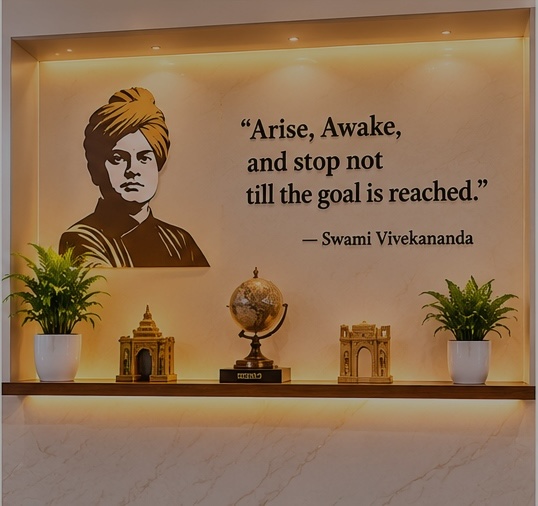 “Arise, Awake,
and stop not
till the goal is reached.”
— Swami Vivekananda